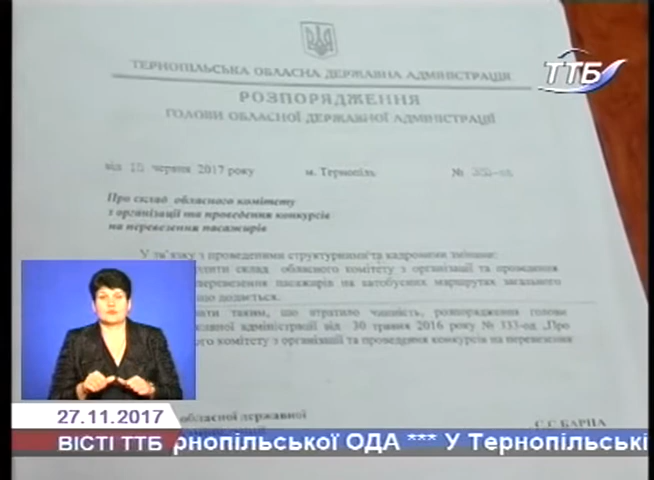 ТЕРНОПІЛЬСЬКА ОБЛАСНА ДЕРЖАВНА АДМІНІСТРАЦІЯ
ТТБ
РОЗПОРЯДЖЕННЯ
ГОЛОВИ ОБЛАСНОЇ ДЕРЖАВНОЇ АДМІНІСТРАЦІЇ
від червня 2017 року м. Тернопіль №
Про склад обласного комітету
з організації та проведення конкурсів
на перевезення пасажирів
У зв'язку з проведеними структурними та кадровими змінами:
склад обласного комітету з організації та проведення
перевезення пасажирів на автобусних маршрутах загального
що додається.
таким, що втратило чинність, розпорядження голови
адміністрації від 30 травня 2016 року № 333-од „Про
комітету з організації та проведення конкурсів на перевезення
обласної державної
С.С БАРНА
27.11.2017
ВІСТІ ТТБ
рнопільської ОДА *** У Тернопільські